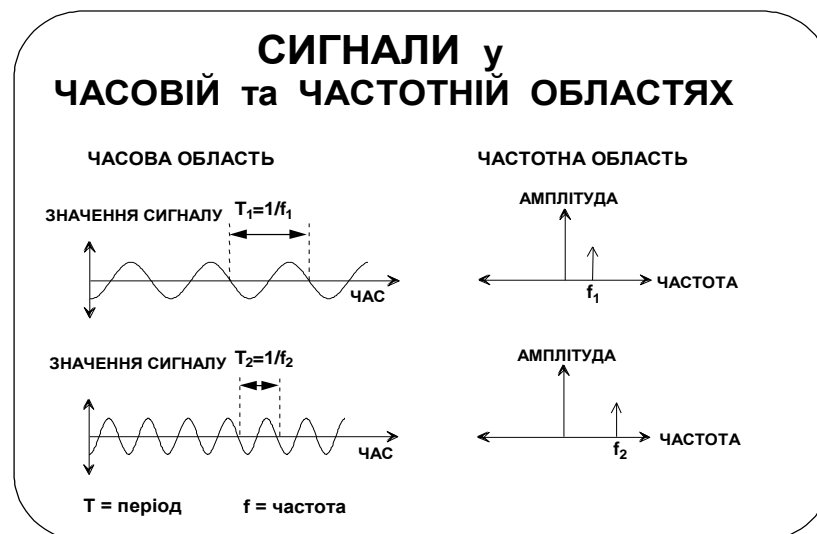 СИГНАЛИ у
ЧАСОВІЙ та ЧАСТОТНІЙ ОБЛАСТЯХ
ЧАСОВА ОБЛАСТЬ
ЧАСТОТНА ОБЛАСТЬ
ЗНАЧЕННЯ СИГНАЛУ
T₁=1/f₁
ЧАС
АМПЛІТУДА
ЧАСТОТА
f₁
ЗНАЧЕННЯ СИГНАЛУ
T₂=1/f₂
ЧАС
АМПЛІТУДА
ЧАСТОТА
f₂
T = період
f = частота